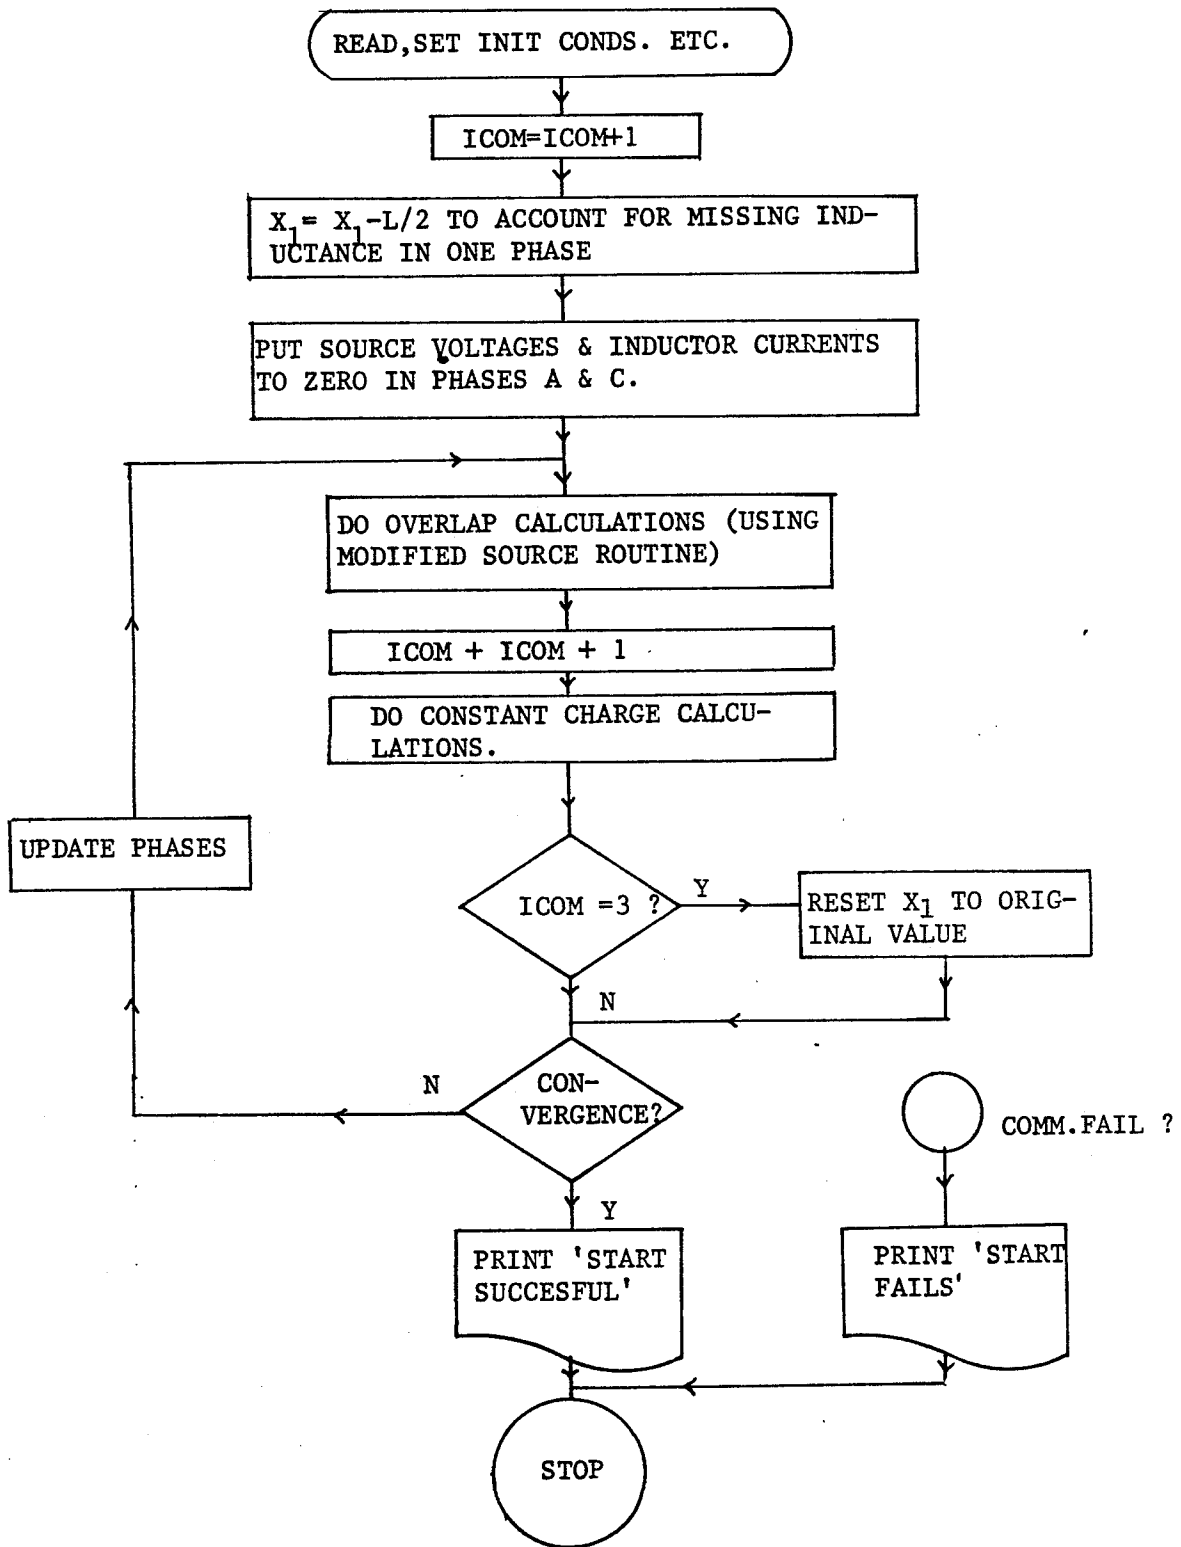 READ,SET INIT CONDS. ETC.
ICOM=ICOM+1
X1= X1-L/2 TO ACCOUNT FOR MISSING IND-
UCTANCE IN ONE PHASE
PUT SOURCE VOLTAGES & INDUCTOR CURRENTS
TO ZERO IN PHASES A & C.
DO OVERLAP CALCULATIONS (USING
MODIFIED SOURCE ROUTINE)
ICOM + ICOM + 1
DO CONSTANT CHARGE CALCU-
LATIONS.
UPDATE PHASES
ICOM =3 ?
Y
RESET X1 TO ORIG-
INAL VALUE
N
N
CON-
VERGENCE?
COMM.FAIL ?
Y
PRINT 'START
SUCCESFUL'
PRINT 'START
FAILS'
STOP